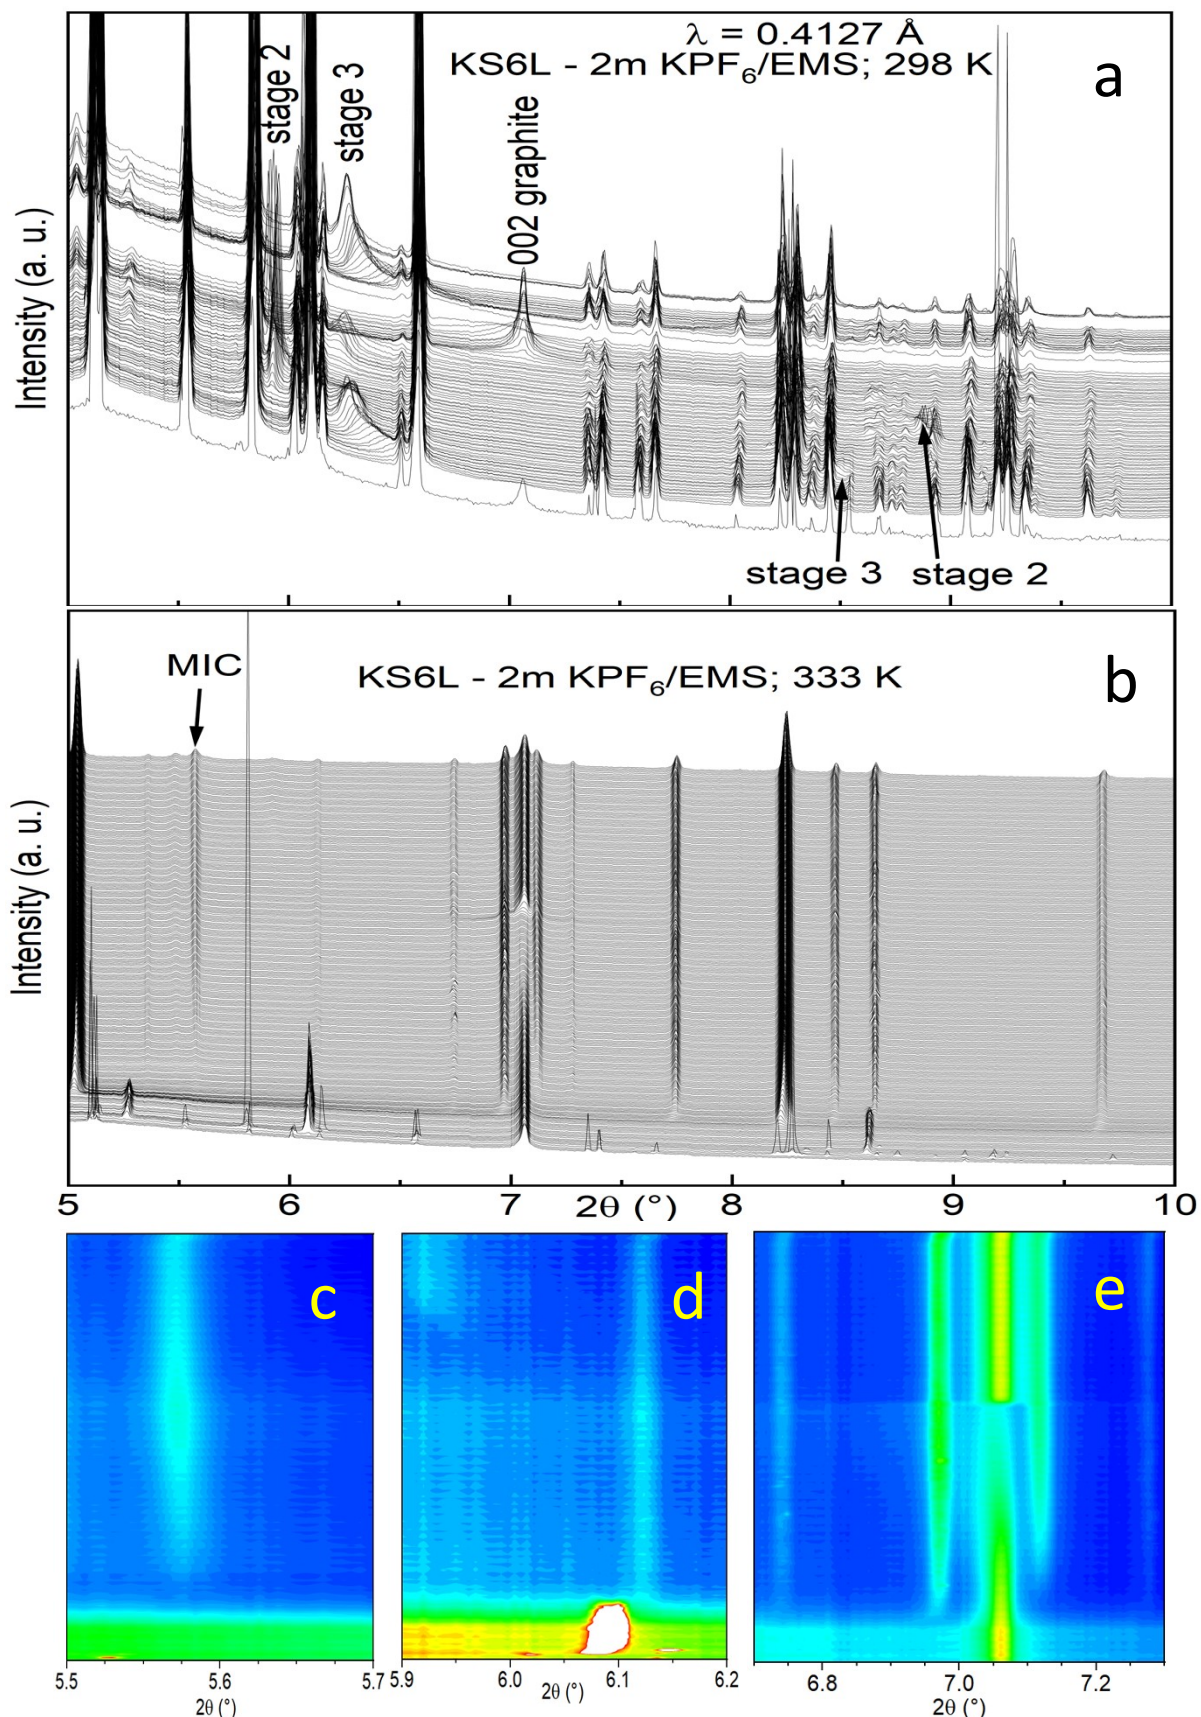 λ = 0.4127 Å
KS6L - 2m KPF₆/EMS; 298 K
a
stage 2
stage 3
002 graphite
Intensity (a. u.)
stage 3
stage 2
MIC
KS6L - 2m KPF₆/EMS; 333 K
b
Intensity (a. u.)
5 6 7 8 9 10
2θ (°)
c
d
e
5.5 5.6 5.7
2θ (°)
5.9 6.0 6.1 6.2
2θ (°)
6.8 7.0 7.2
2θ (°)